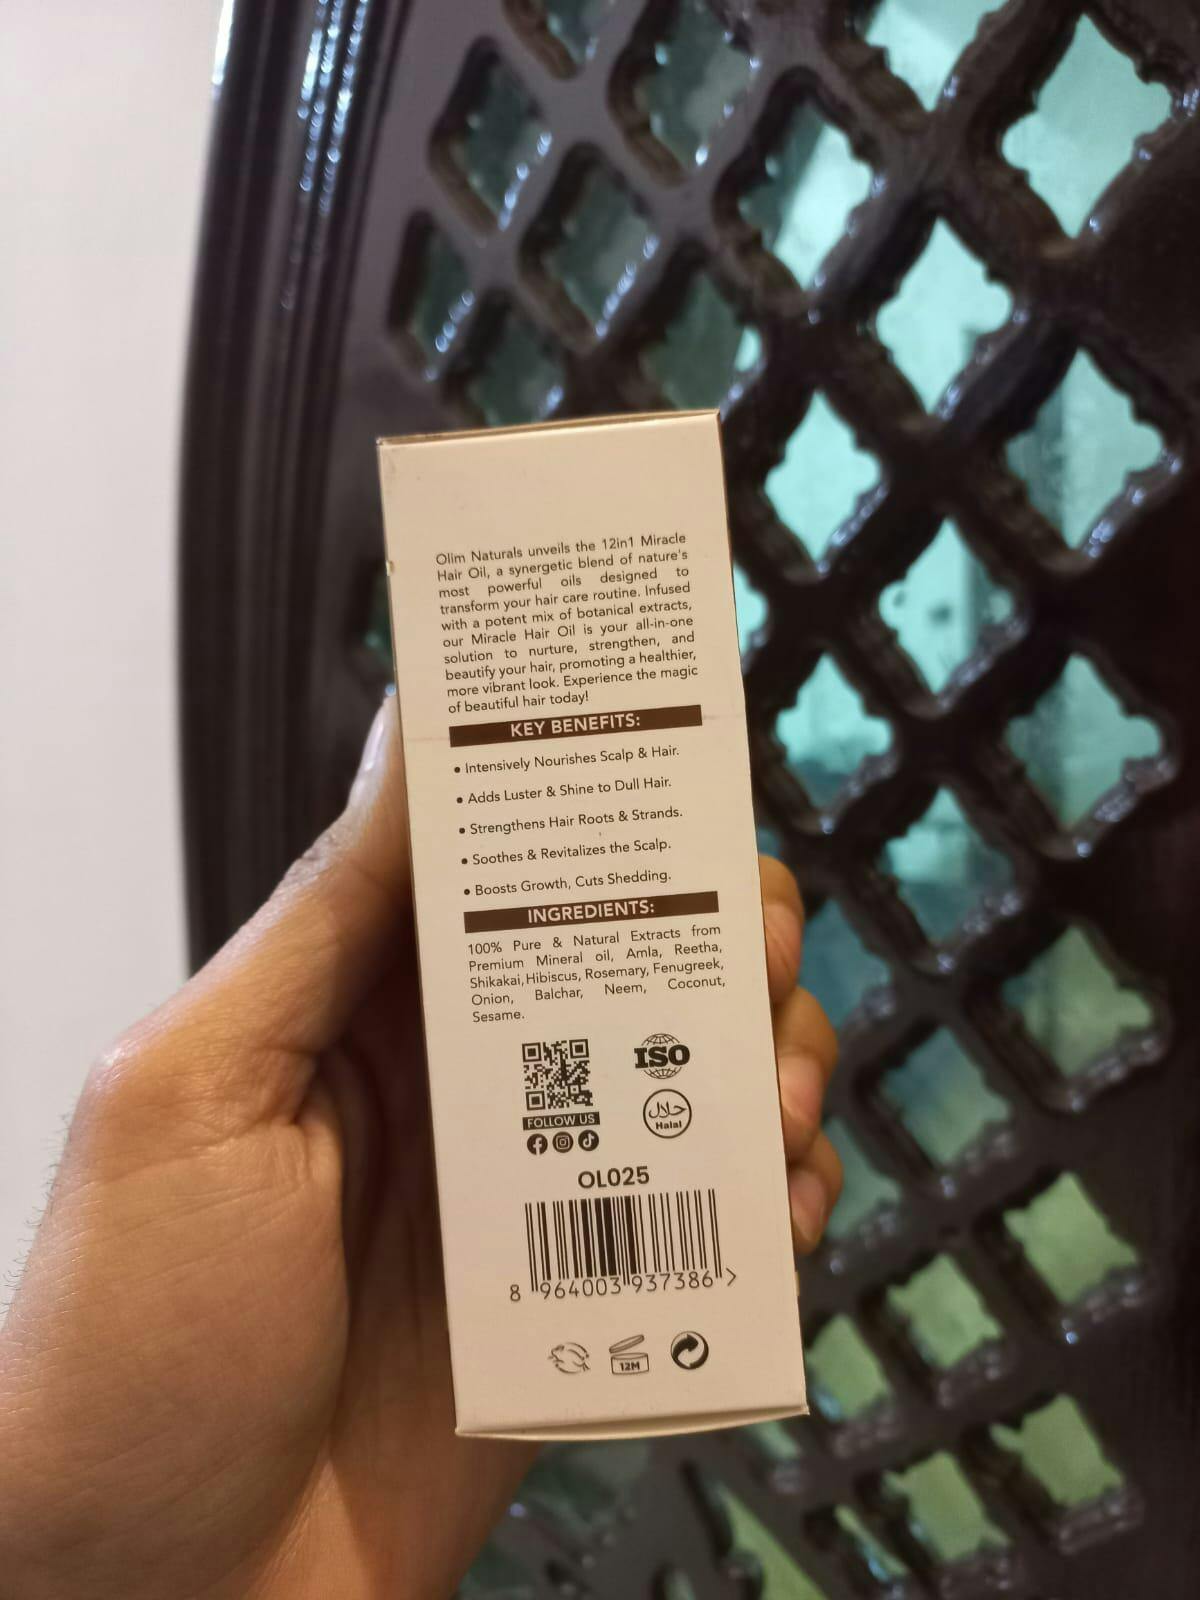 Olim Naturals unveils the 12in1 Miracle
Hair Oil, a synergetic blend of nature's
most powerful oils designed to
transform your hair care routine. Infused
with a potent mix of botanical extracts,
our Miracle Hair Oil is your all-in-one
solution to nurture, strengthen, and
beautify your hair, promoting a healthier,
more vibrant look. Experience the magic
of beautiful hair today!
KEY BENEFITS:
• Intensively Nourishes Scalp & Hair.
• Adds Luster & Shine to Dull Hair.
• Strengthens Hair Roots & Strands.
• Soothes & Revitalizes the Scalp.
• Boosts Growth, Cuts Shedding.
INGREDIENTS:
100% Pure & Natural Extracts from
Premium Mineral oil, Amla, Reetha,
Shikakai, Hibiscus, Rosemary, Fenugreek,
Onion, Balchar, Neem, Coconut,
Sesame.
ISO
حلال
Halal
FOLLOW US
OL025
8 964003 937386 >
12M